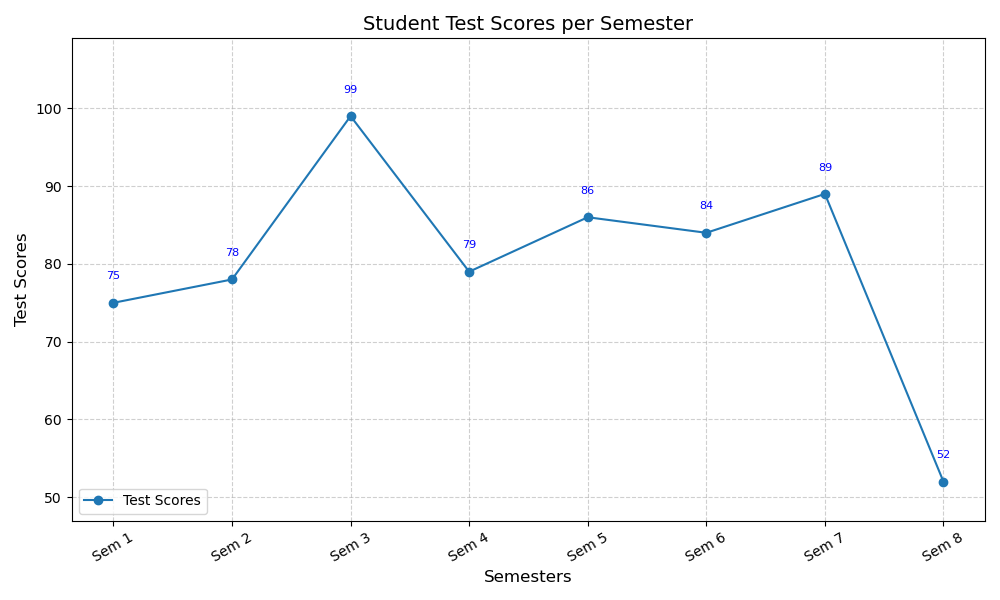 Student Test Scores per Semester
Test Scores
100
90
80
70
60
50
75
78
99
79
86
84
89
52
Test Scores
Sem 1
Sem 2
Sem 3
Sem 4
Sem 5
Sem 6
Sem 7
Sem 8
Semesters